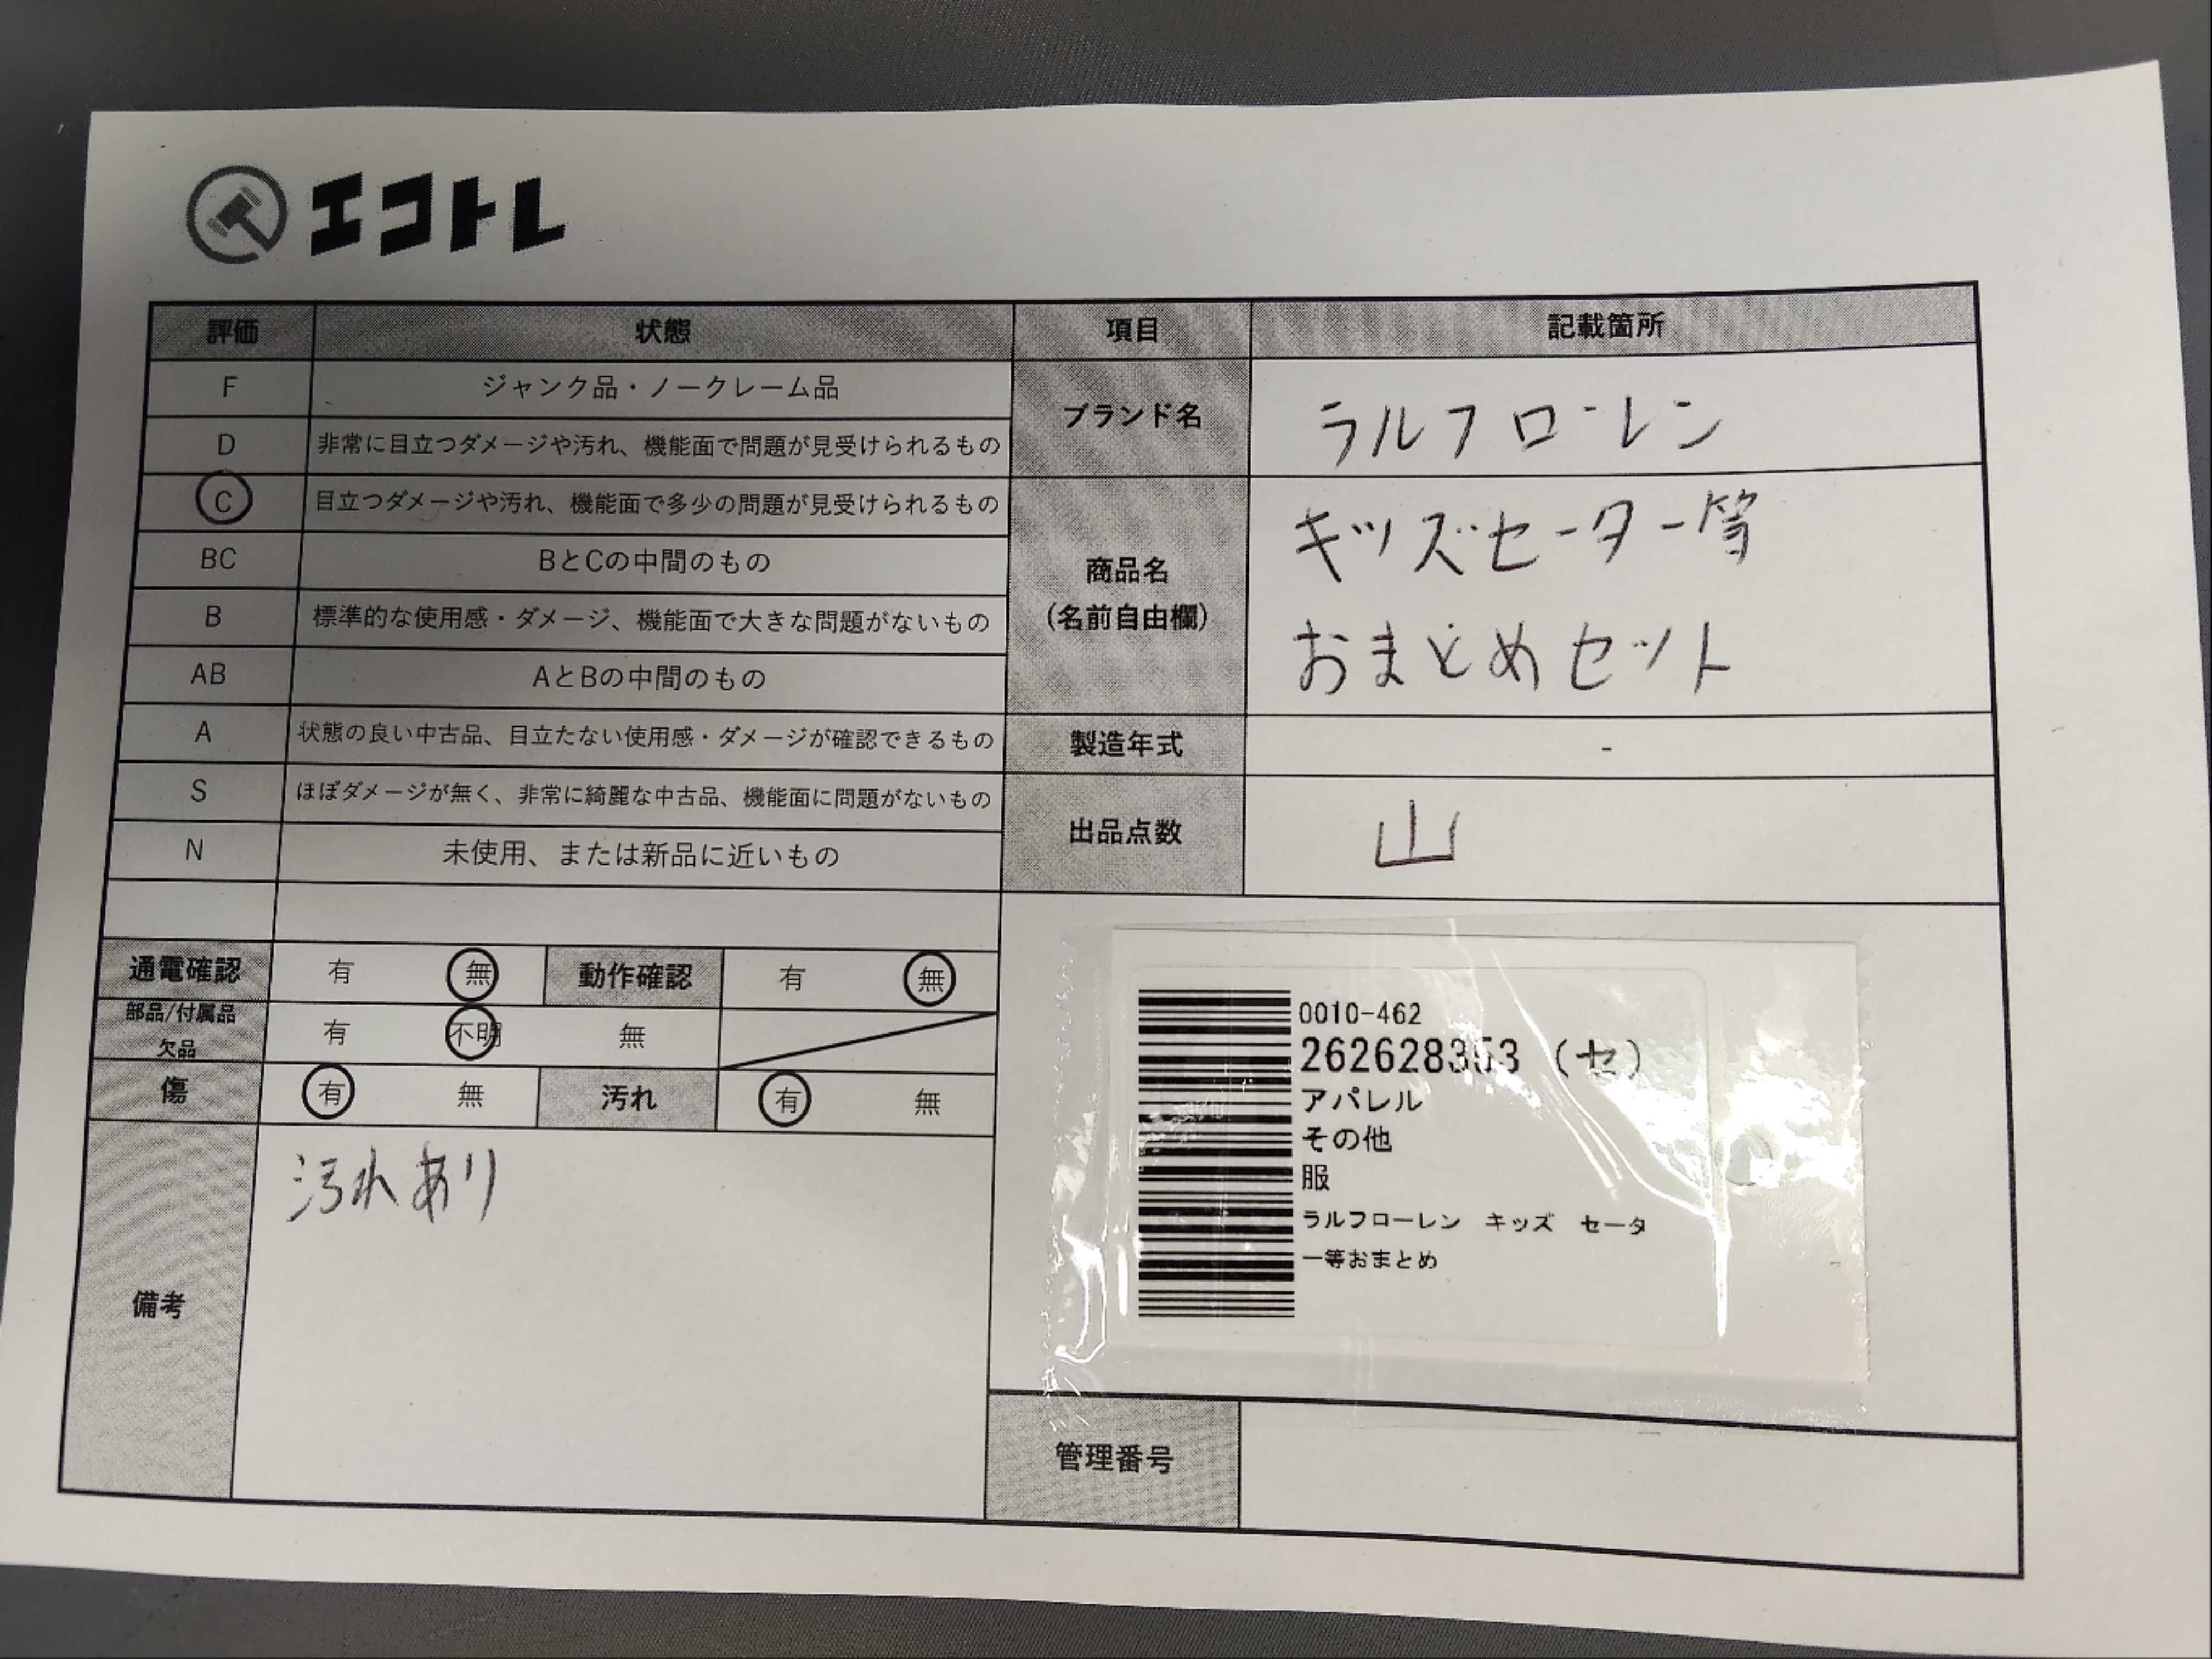 エコトレ
評価 状態 項目 記載箇所
F ジャンク品・ノークレーム品
D 非常に目立つダメージや汚れ、機能面で問題が見受けられるもの
C 目立つダメージや汚れ、機能面で多少の問題が見受けられるもの
BC BとCの中間のもの
B 標準的な使用感・ダメージ、機能面で大きな問題がないもの
AB AとBの中間のもの
A 状態の良い中古品、目立たない使用感・ダメージが確認できるもの
S ほぼダメージが無く、非常に綺麗な中古品、機能面に問題がないもの
N 未使用、または新品に近いもの
ブランド名 ラルフローレン
商品名
(名前自由欄)
キッズセーター等
おまとめセット
製造年式 -
出品点数 山
通電確認 有 無 動作確認 有 無
部品/付属品
欠品
有 不明 無
傷 有 無 汚れ 有 無
備考 汚れあり
0010-462
262628353 (セ)
アパレル
その他
服
ラルフローレン キッズ セータ
ー等おまとめ
管理番号